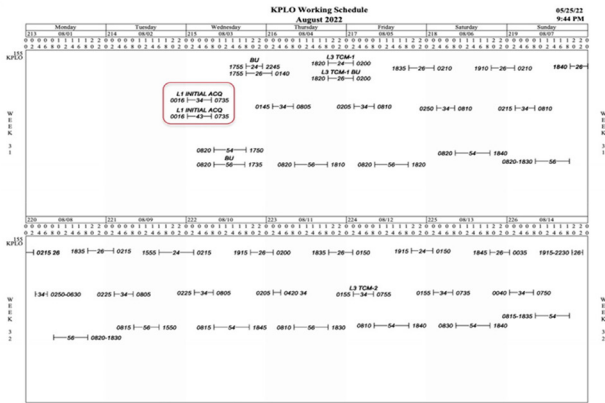 KPLO Working Schedule
August 2022
05/25/22
9:44 PM
Monday Tuesday Wednesday Thursday Friday Saturday Sunday
213 08/01 214 08/02 215 08/03 216 08/04 217 08/05 218 08/06 219 08/07
155
KPLO
BU
1755 24 2245
1755 26 0140
L3 TCM-1
1820 24 0200
L3 TCM-1 BU
1820 26 0200
1835 26 0210
1910 26 0210
1840 26
L1 INITIAL ACQ
0016 34 0735
L1 INITIAL ACQ
0016 43 0735
0145 34 0805
0205 34 0810
0250 34 0810
0215 34 0810
WEEK 31
WEEK 31
0820 54 1750
BU
0820 56 1735
0820 56 1810
0820 56 1820
0820 54 1840
0820-1830 56
220 08/08 221 08/09 222 08/10 223 08/11 224 08/12 225 08/13 226 08/14
155
KPLO
0215 26
1835 26 0215
1555 24 0215
1915 26 0200
1835 26 0150
1915 24 0150
1845 26 0035
1915-2230 26
34 0250-0630
0225 34 0805
0225 34 0805
0205 0420 34
L3 TCM-2
0155 34 0755
0155 34 0735
0040 34 0750
WEEK 32
WEEK 32
56 0820-1830
0815 56 1550
0815 54 1845
0810 56 1830
0810 54 1840
0830 54 1840
0815-1835 54